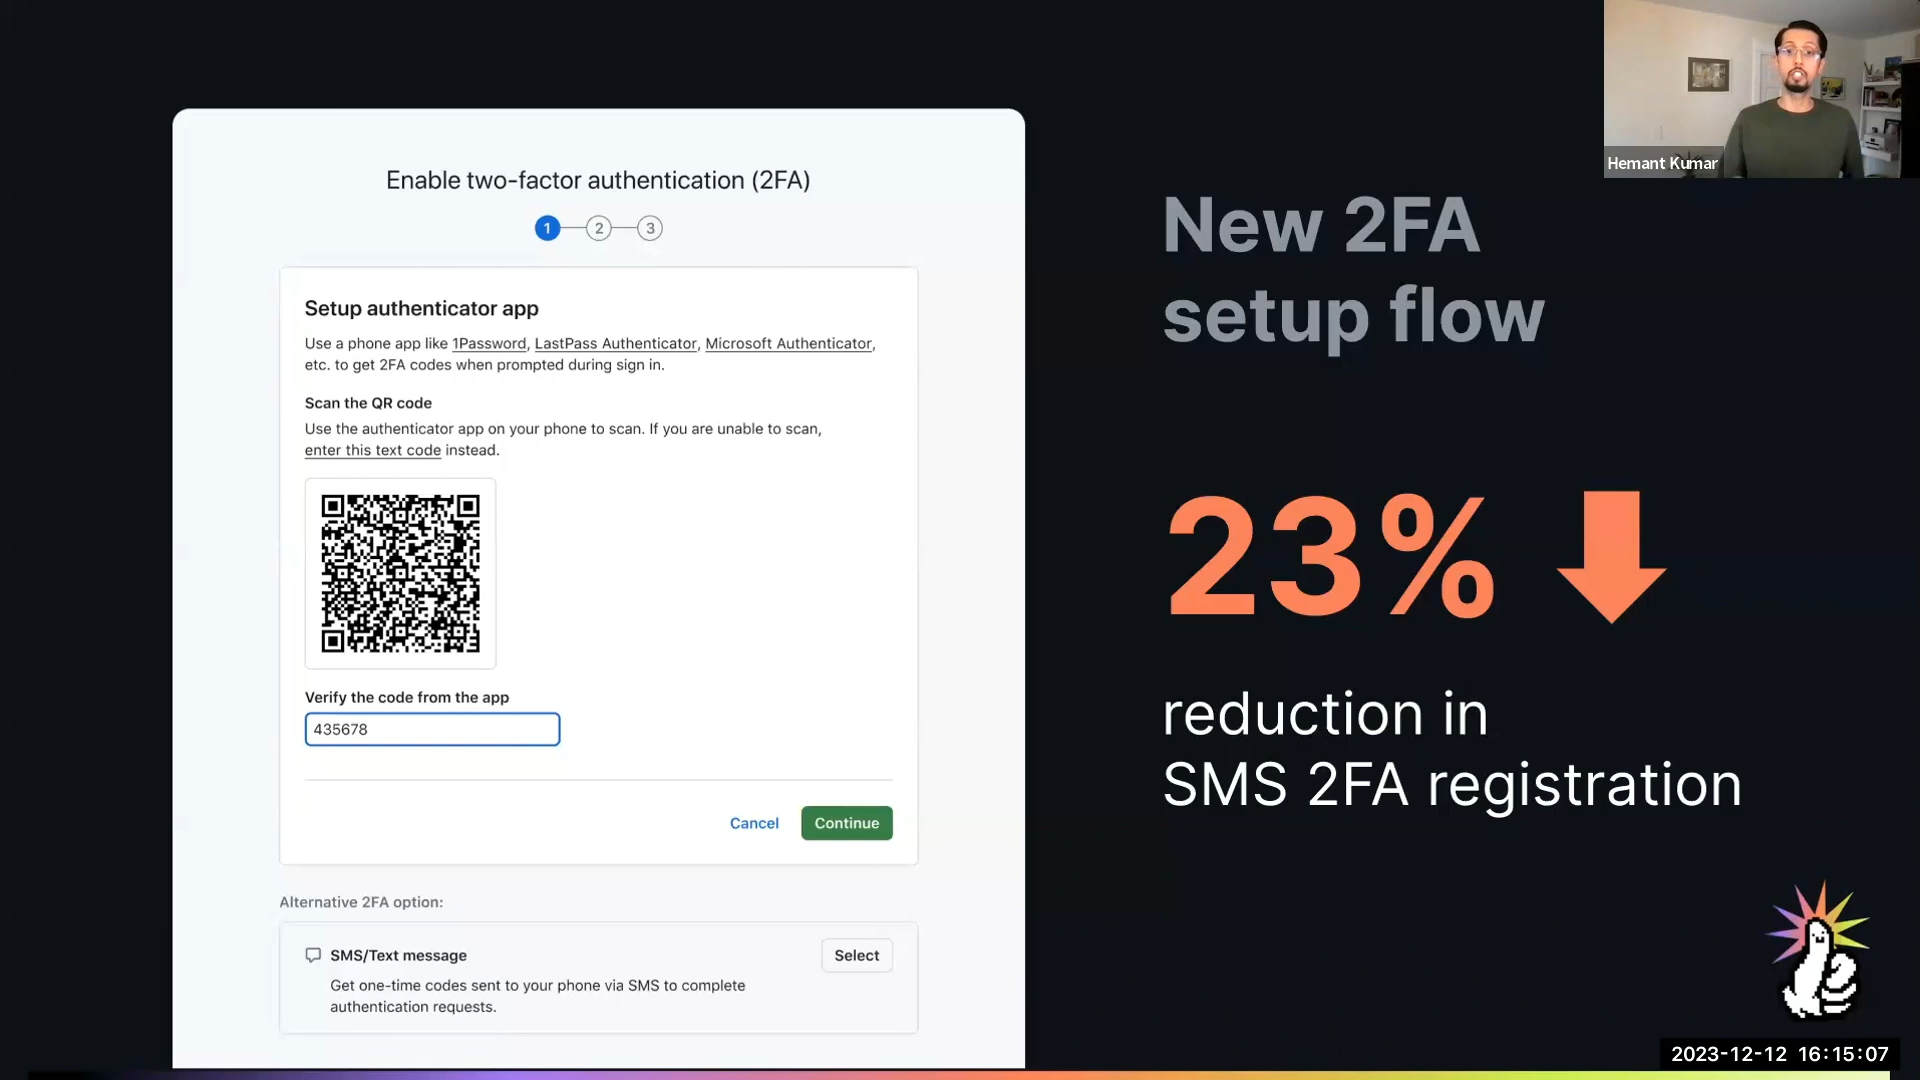 Enable two-factor authentication (2FA)
1 2 3
Setup authenticator app
Use a phone app like 1Password, LastPass Authenticator, Microsoft Authenticator,
etc. to get 2FA codes when prompted during sign in.
Scan the QR code
Use the authenticator app on your phone to scan. If you are unable to scan,
enter this text code instead.
Verify the code from the app
435678
Cancel Continue
Alternative 2FA option:
SMS/Text message
Select
Get one-time codes sent to your phone via SMS to complete
authentication requests.
Hemant Kumar
New 2FA
setup flow
23%
reduction in
SMS 2FA registration
2023-12-12 16:15:07